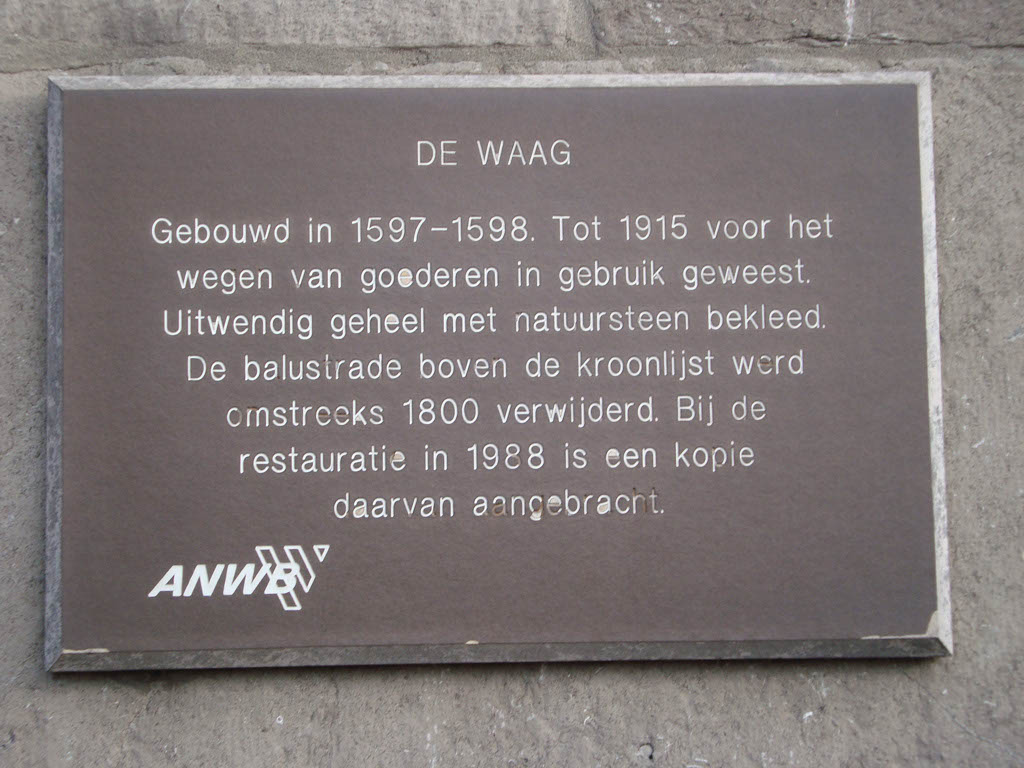 DE WAAG
Gebouwd in 1597-1598. Tot 1915 voor het
wegen van goederen in gebruik geweest.
Uitwendig geheel met natuursteen bekleed.
De balustrade boven de kroonlijst werd
omstreeks 1800 verwijderd. Bij de
restauratie in 1988 is een kopie
daarvan aangebracht.
ANWB